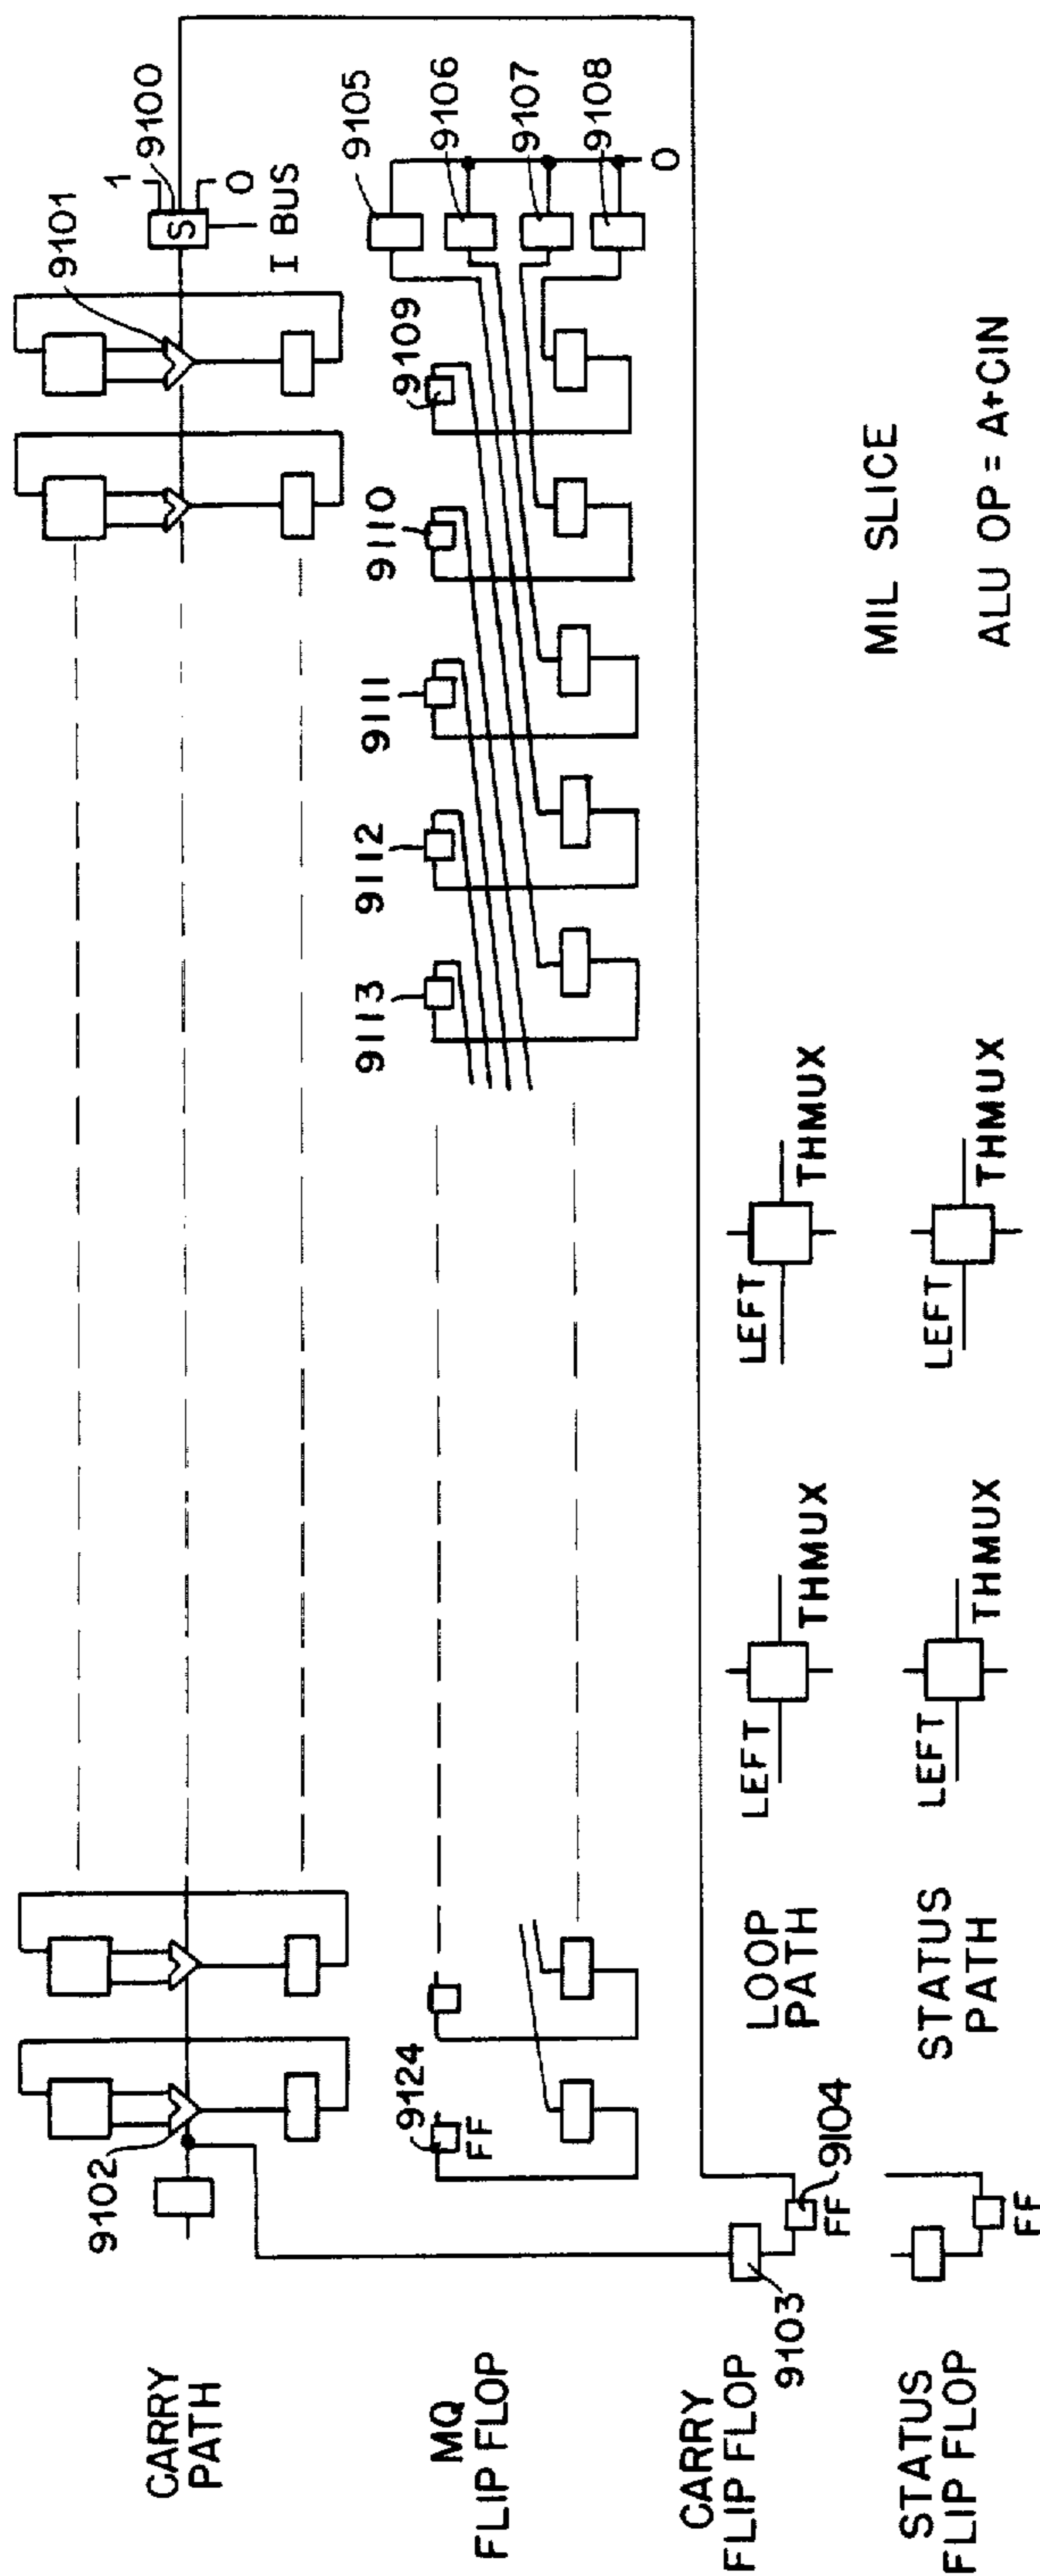 CARRY
PATH
9102
9101
9100
1
S
0
I BUS
MQ
FLIP FLOP
9124
FF
9113
9112
9111
9110
9109
9105
9106
9107
9108
0
CARRY
FLIP FLOP
9103
9104
FF
LOOP
PATH
LEFT
THMUX
LEFT
THMUX
STATUS
FLIP FLOP
FF
STATUS
PATH
LEFT
THMUX
LEFT
THMUX
MIL SLICE
ALU OP = A+CIN